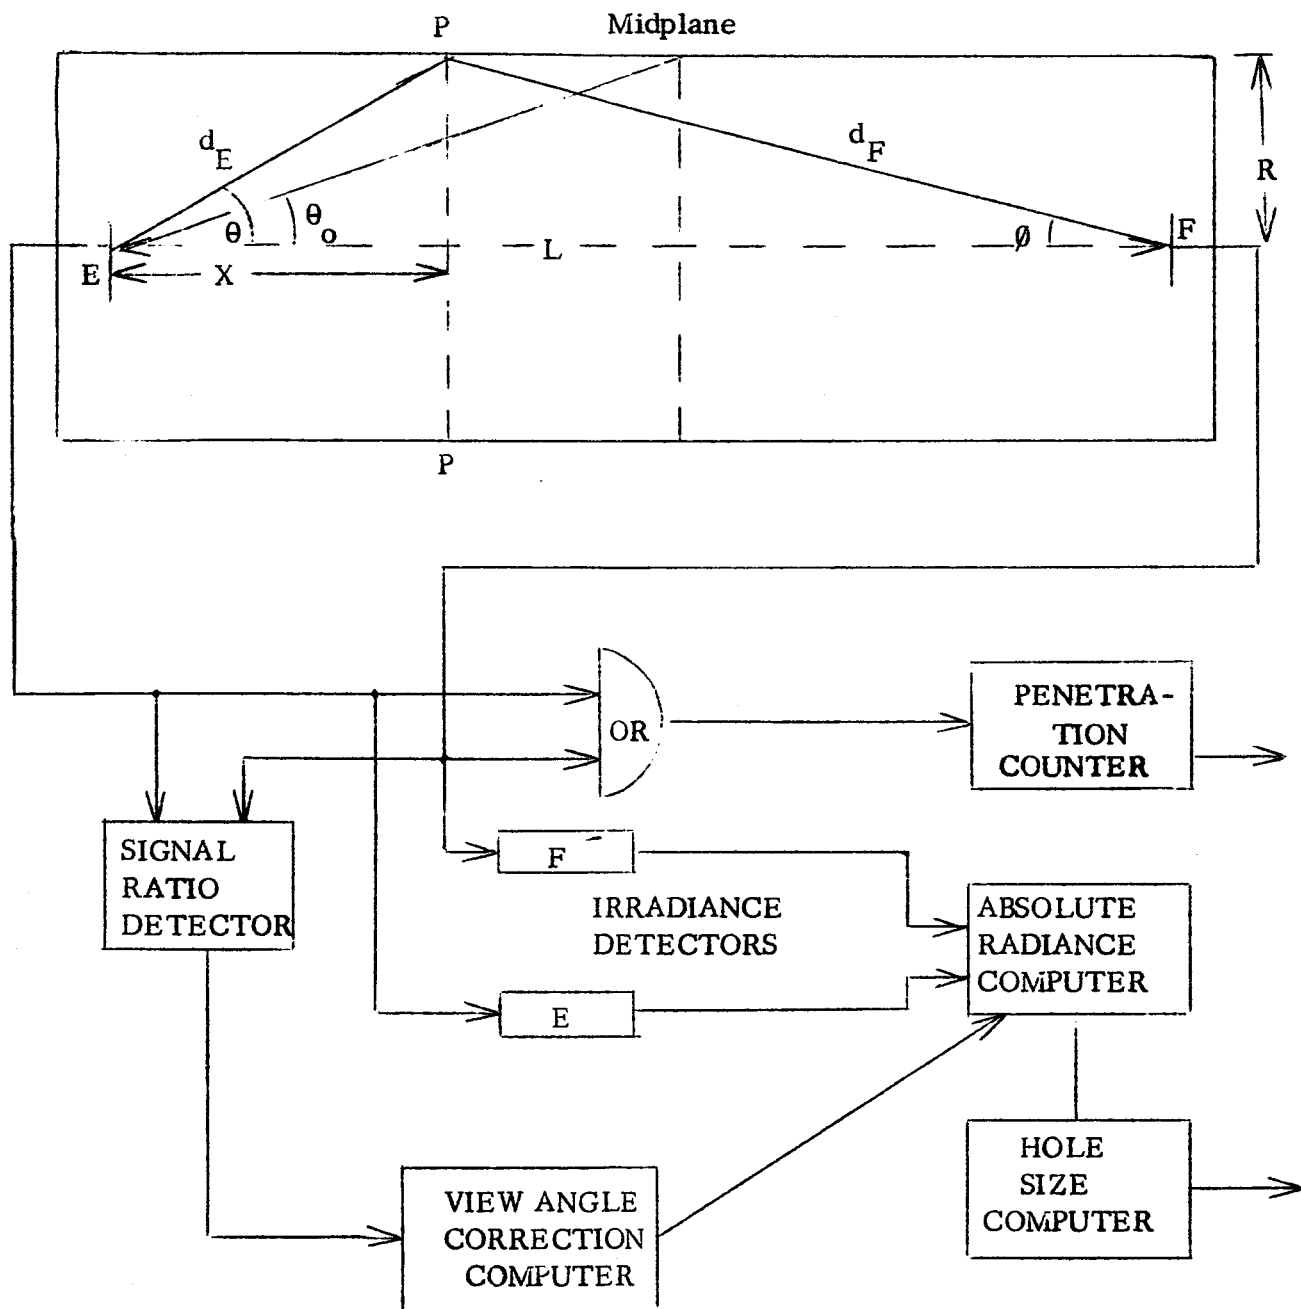 P Midplane
d_E
d_F
R
θ
θ_o
L
ø
F
E
X
P
OR
PENETRA-
TION
COUNTER
SIGNAL
RATIO
DETECTOR
F
IRRADIANCE
DETECTORS
ABSOLUTE
RADIANCE
COMPUTER
E
HOLE
SIZE
COMPUTER
VIEW ANGLE
CORRECTION
COMPUTER